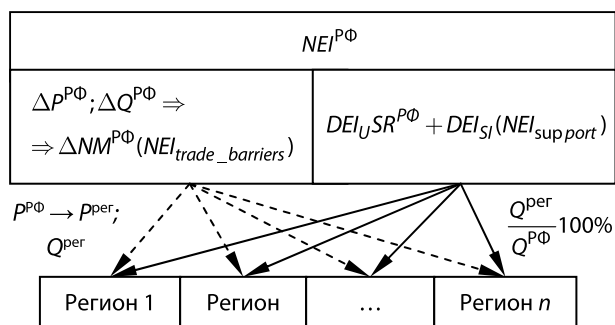 NEI^РФ
ΔP^РФ; ΔQ^РФ ⇒
⇒ ΔNM^РФ(NEI_trade_barriers)
DEI_U SR^РФ + DEI_SI(NEI_support)
P^РФ → P^рег;
Q^рег
Q^рег/Q^РФ 100%
Регион 1 Регион ... Регион n